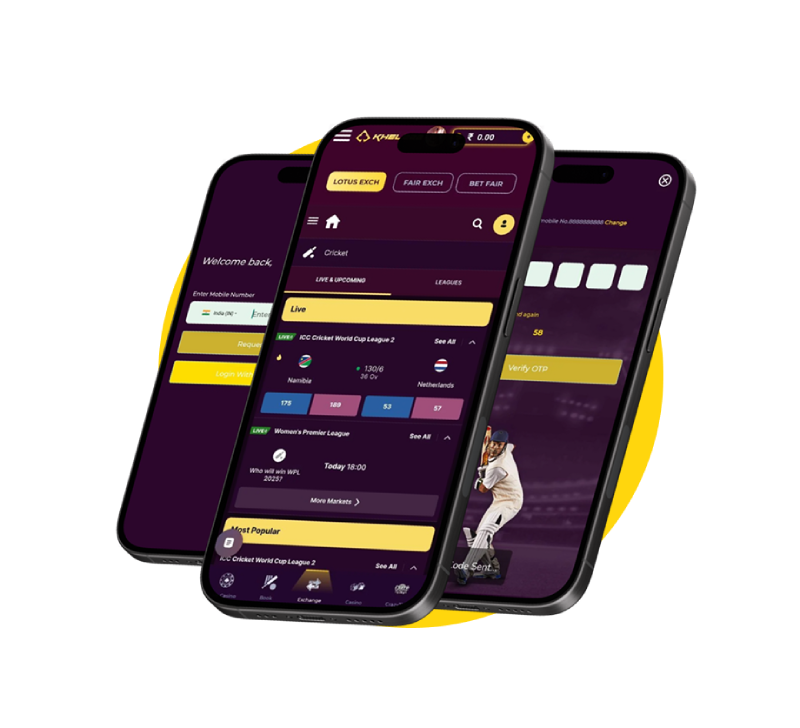 Welcome back,
Enter Mobile Number
India (IN)
Enter
Reque
Login With
KHEL
₹ 0.00
LOTUS EXCH
FAIR EXCH
BET FAIR
Cricket
LIVE & UPCOMING
LEAGUES
Live
LIVE
ICC Cricket World Cup League 2
See All
130/6
36 Ov
Namibia
Netherlands
175
189
53
57
LIVE
Women's Premier League
See All
Who will win WPL
2023?
Today 18:00
More Markets
Most Popular
ICC Cricket World Cup League 2
See All
Casino
Book
Exchange
Casino
mobile No.8888888888 Change
nd again
58
Verify OTP
Code Sent